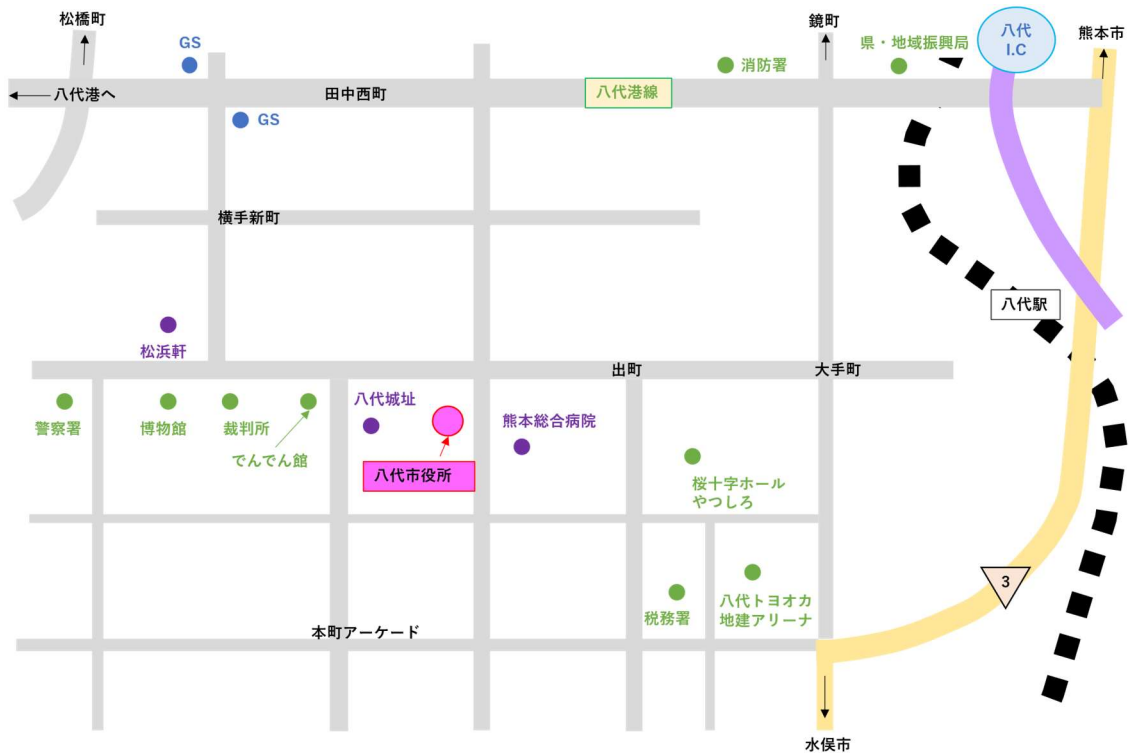 松橋町
鏡町
八代
I.C
熊本市
GS
消防署
県・地域振興局
八代港へ
田中西町
八代港線
GS
横手新町
八代駅
松浜軒
出町
大手町
警察署
博物館
裁判所
でんでん館
八代城址
八代市役所
熊本総合病院
桜十字ホール
やつしろ
3
税務署
八代トヨオカ
地建アリーナ
本町アーケード
水俣市